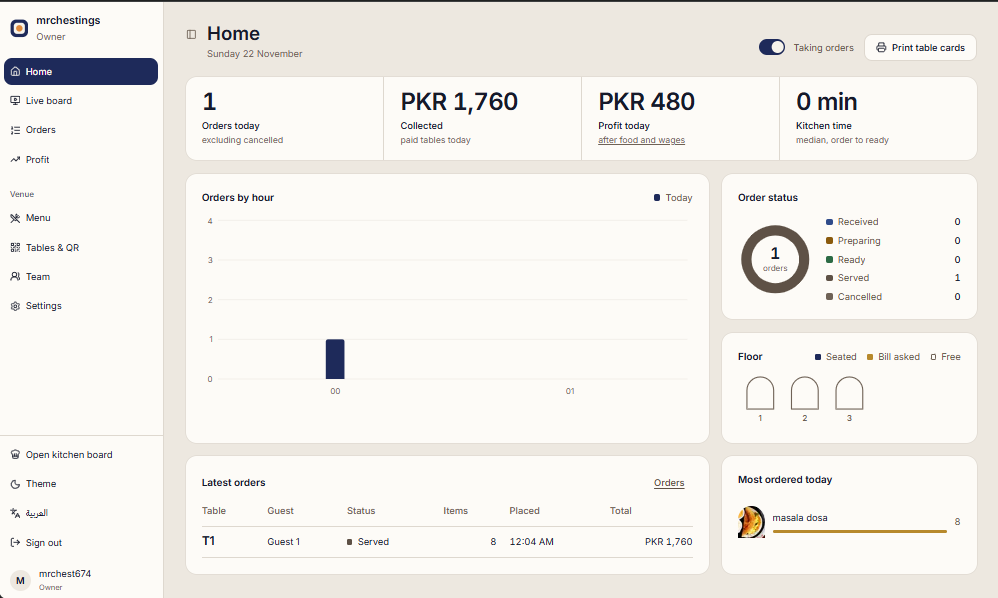 mrchestings
Owner
Home
Live board
Orders
Profit
Venue
Menu
Tables & QR
Team
Settings
Open kitchen board
Theme
العربية
Sign out
M
mrchest674
Owner
Home
Sunday 22 November
Taking orders
Print table cards
1
Orders today
excluding cancelled
PKR 1,760
Collected
paid tables today
PKR 480
Profit today
after food and wages
0 min
Kitchen time
median, order to ready
Orders by hour
Today
4
3
2
1
0
00 01
Order status
1
orders
Received 0
Preparing 0
Ready 0
Served 1
Cancelled 0
Floor
Seated Bill asked Free
1 2 3
Latest orders
Orders
Table Guest Status Items Placed Total
T1 Guest 1 Served 8 12:04 AM PKR 1,760
Most ordered today
masala dosa 8